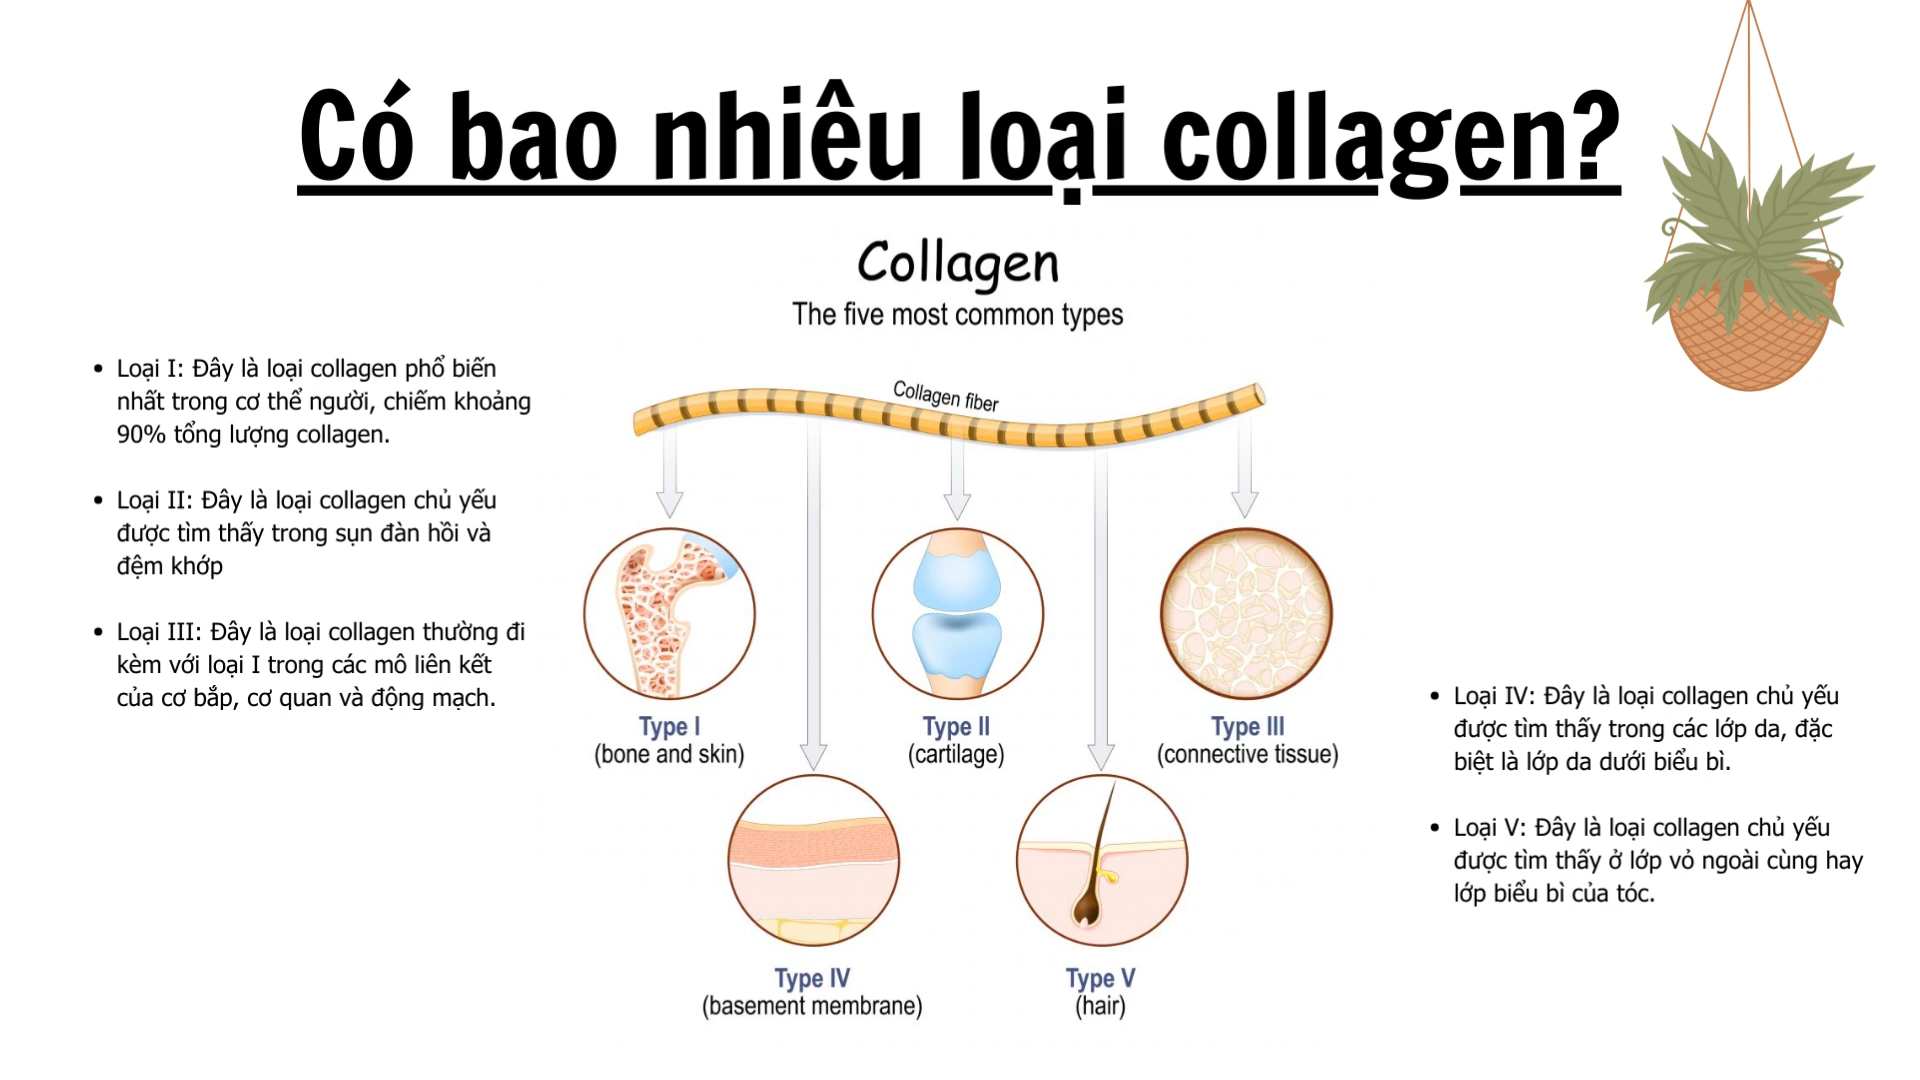 Có bao nhiêu loại collagen?
Collagen
The five most common types
Collagen fiber
• Loại I: Đây là loại collagen phổ biến
nhất trong cơ thể người, chiếm khoảng
90% tổng lượng collagen.
• Loại II: Đây là loại collagen chủ yếu
được tìm thấy trong sụn đàn hồi và
đệm khớp
• Loại III: Đây là loại collagen thường đi
kèm với loại I trong các mô liên kết
của cơ bắp, cơ quan và động mạch.
Type I
(bone and skin)
Type II
(cartilage)
Type III
(connective tissue)
Type IV
(basement membrane)
Type V
(hair)
• Loại IV: Đây là loại collagen chủ yếu
được tìm thấy trong các lớp da, đặc
biệt là lớp da dưới biểu bì.
• Loại V: Đây là loại collagen chủ yếu
được tìm thấy ở lớp vỏ ngoài cùng hay
lớp biểu bì của tóc.